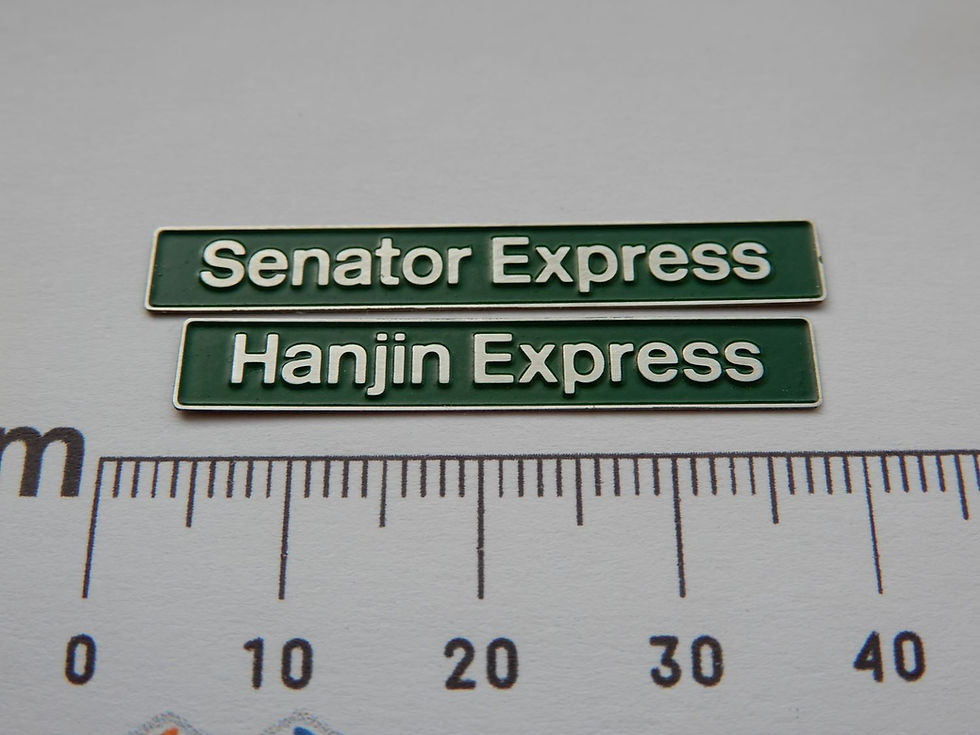 Senator Express
Hanjin Express
m
0 10 20 30 40